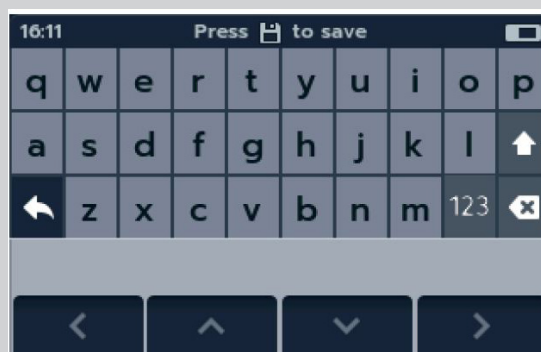 16:11 Press 💾 to save
q w e r t y u i o p
a s d f g h j k l
z x c v b n m 123